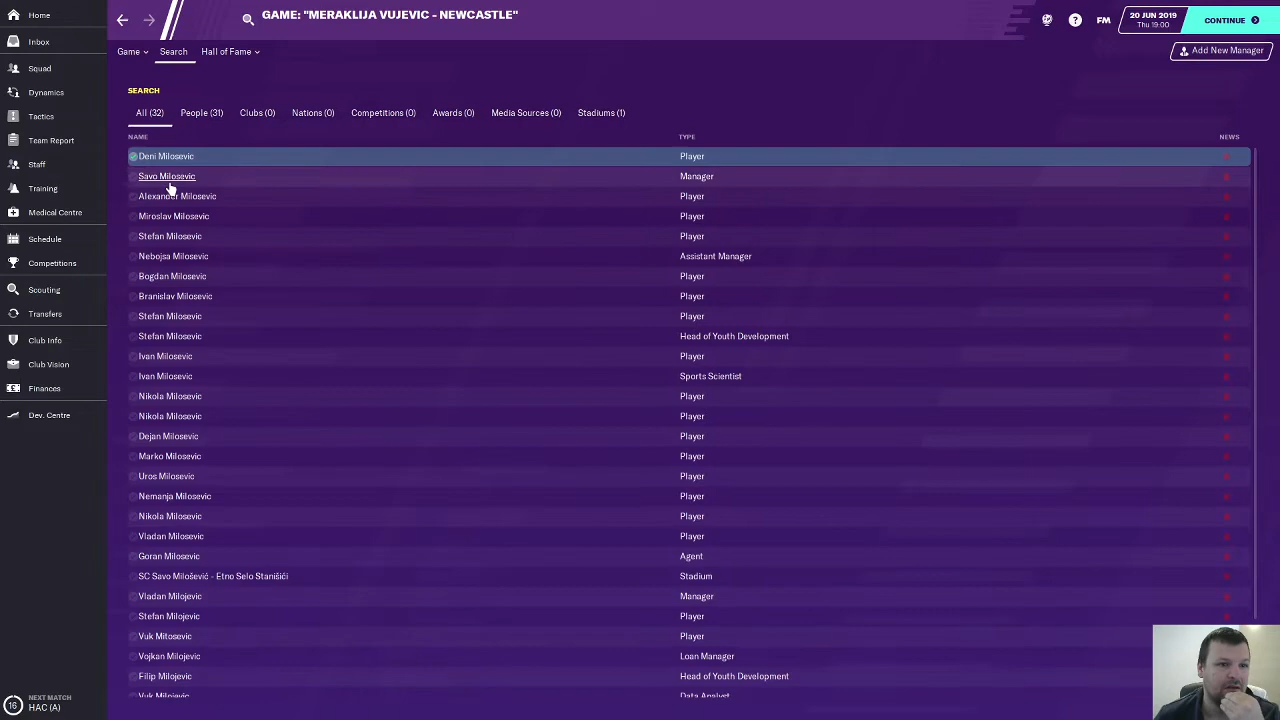 GAME: "MERAKLIJA VUJEVIC - NEWCASTLE"
FM
20 JUN 2019
Thu 19:00
CONTINUE
Game
Search
Hall of Fame
Add New Manager
Inbox
Squad
Dynamics
Tactics
Team Report
Staff
Training
Medical Centre
Schedule
Competitions
Scouting
Transfers
Club Info
Club Vision
Finances
Dev. Centre
16
NEXT MATCH
HAC (A)
SEARCH
All (32) People (31) Clubs (0) Nations (0) Competitions (0) Awards (0) Media Sources (0) Stadiums (1)
NAME TYPE NEWS
Deni Milosevic Player
Savo Milosevic Manager
Alexander Milosevic Player
Miroslav Milosevic Player
Stefan Milosevic Player
Nebojsa Milosevic Assistant Manager
Bogdan Milosevic Player
Branislav Milosevic Player
Stefan Milosevic Player
Stefan Milosevic Head of Youth Development
Ivan Milosevic Player
Ivan Milosevic Sports Scientist
Nikola Milosevic Player
Nikola Milosevic Player
Dejan Milosevic Player
Marko Milosevic Player
Uros Milosevic Player
Nemanja Milosevic Player
Nikola Milosevic Player
Vladan Milosevic Player
Goran Milosevic Agent
SC Savo Milošević - Etno Selo Stanišići Stadium
Vladan Milojevic Manager
Stefan Milojevic Player
Vuk Mitosevic Player
Vojkan Milojevic Loan Manager
Filip Milojevic Head of Youth Development
Vuk Milojevic Data Analyst